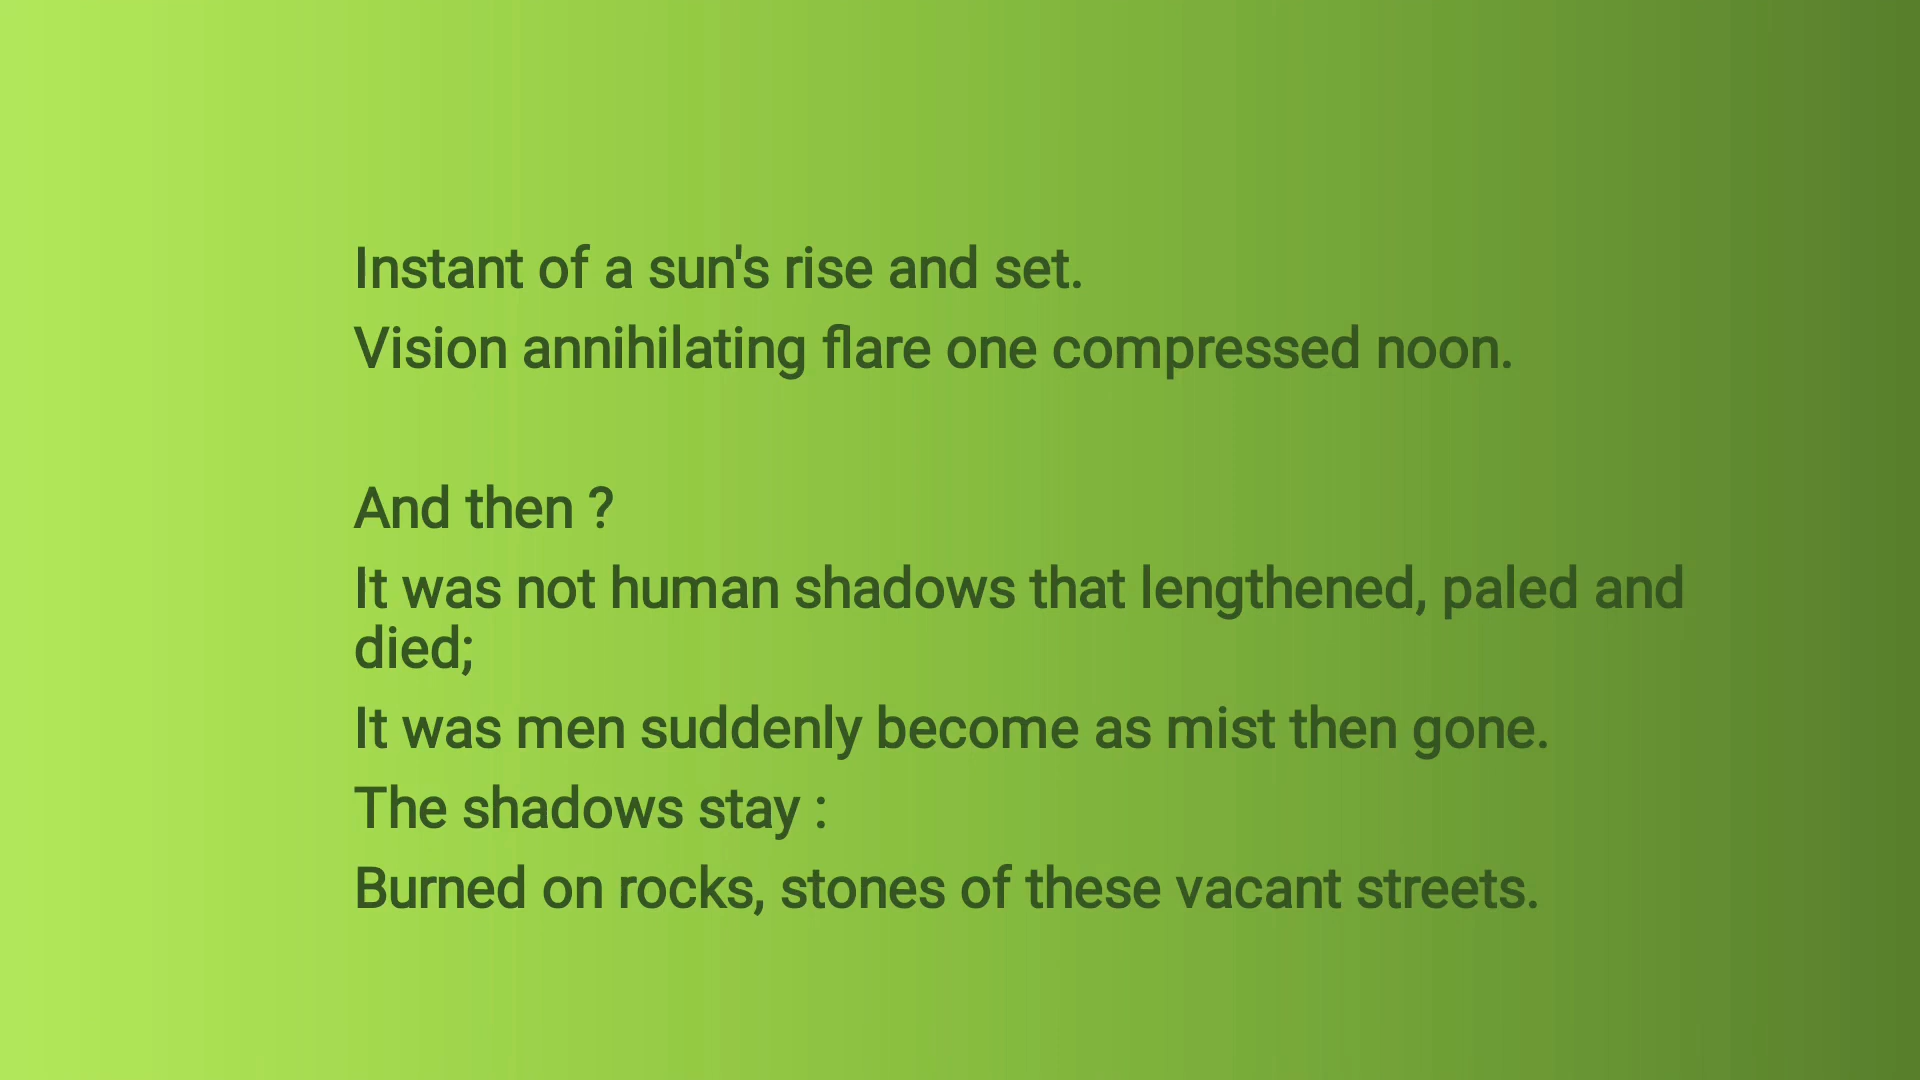 Instant of a sun's rise and set.
Vision annihilating flare one compressed noon.
And then ?
It was not human shadows that lengthened, paled and
died;
It was men suddenly become as mist then gone.
The shadows stay :
Burned on rocks, stones of these vacant streets.